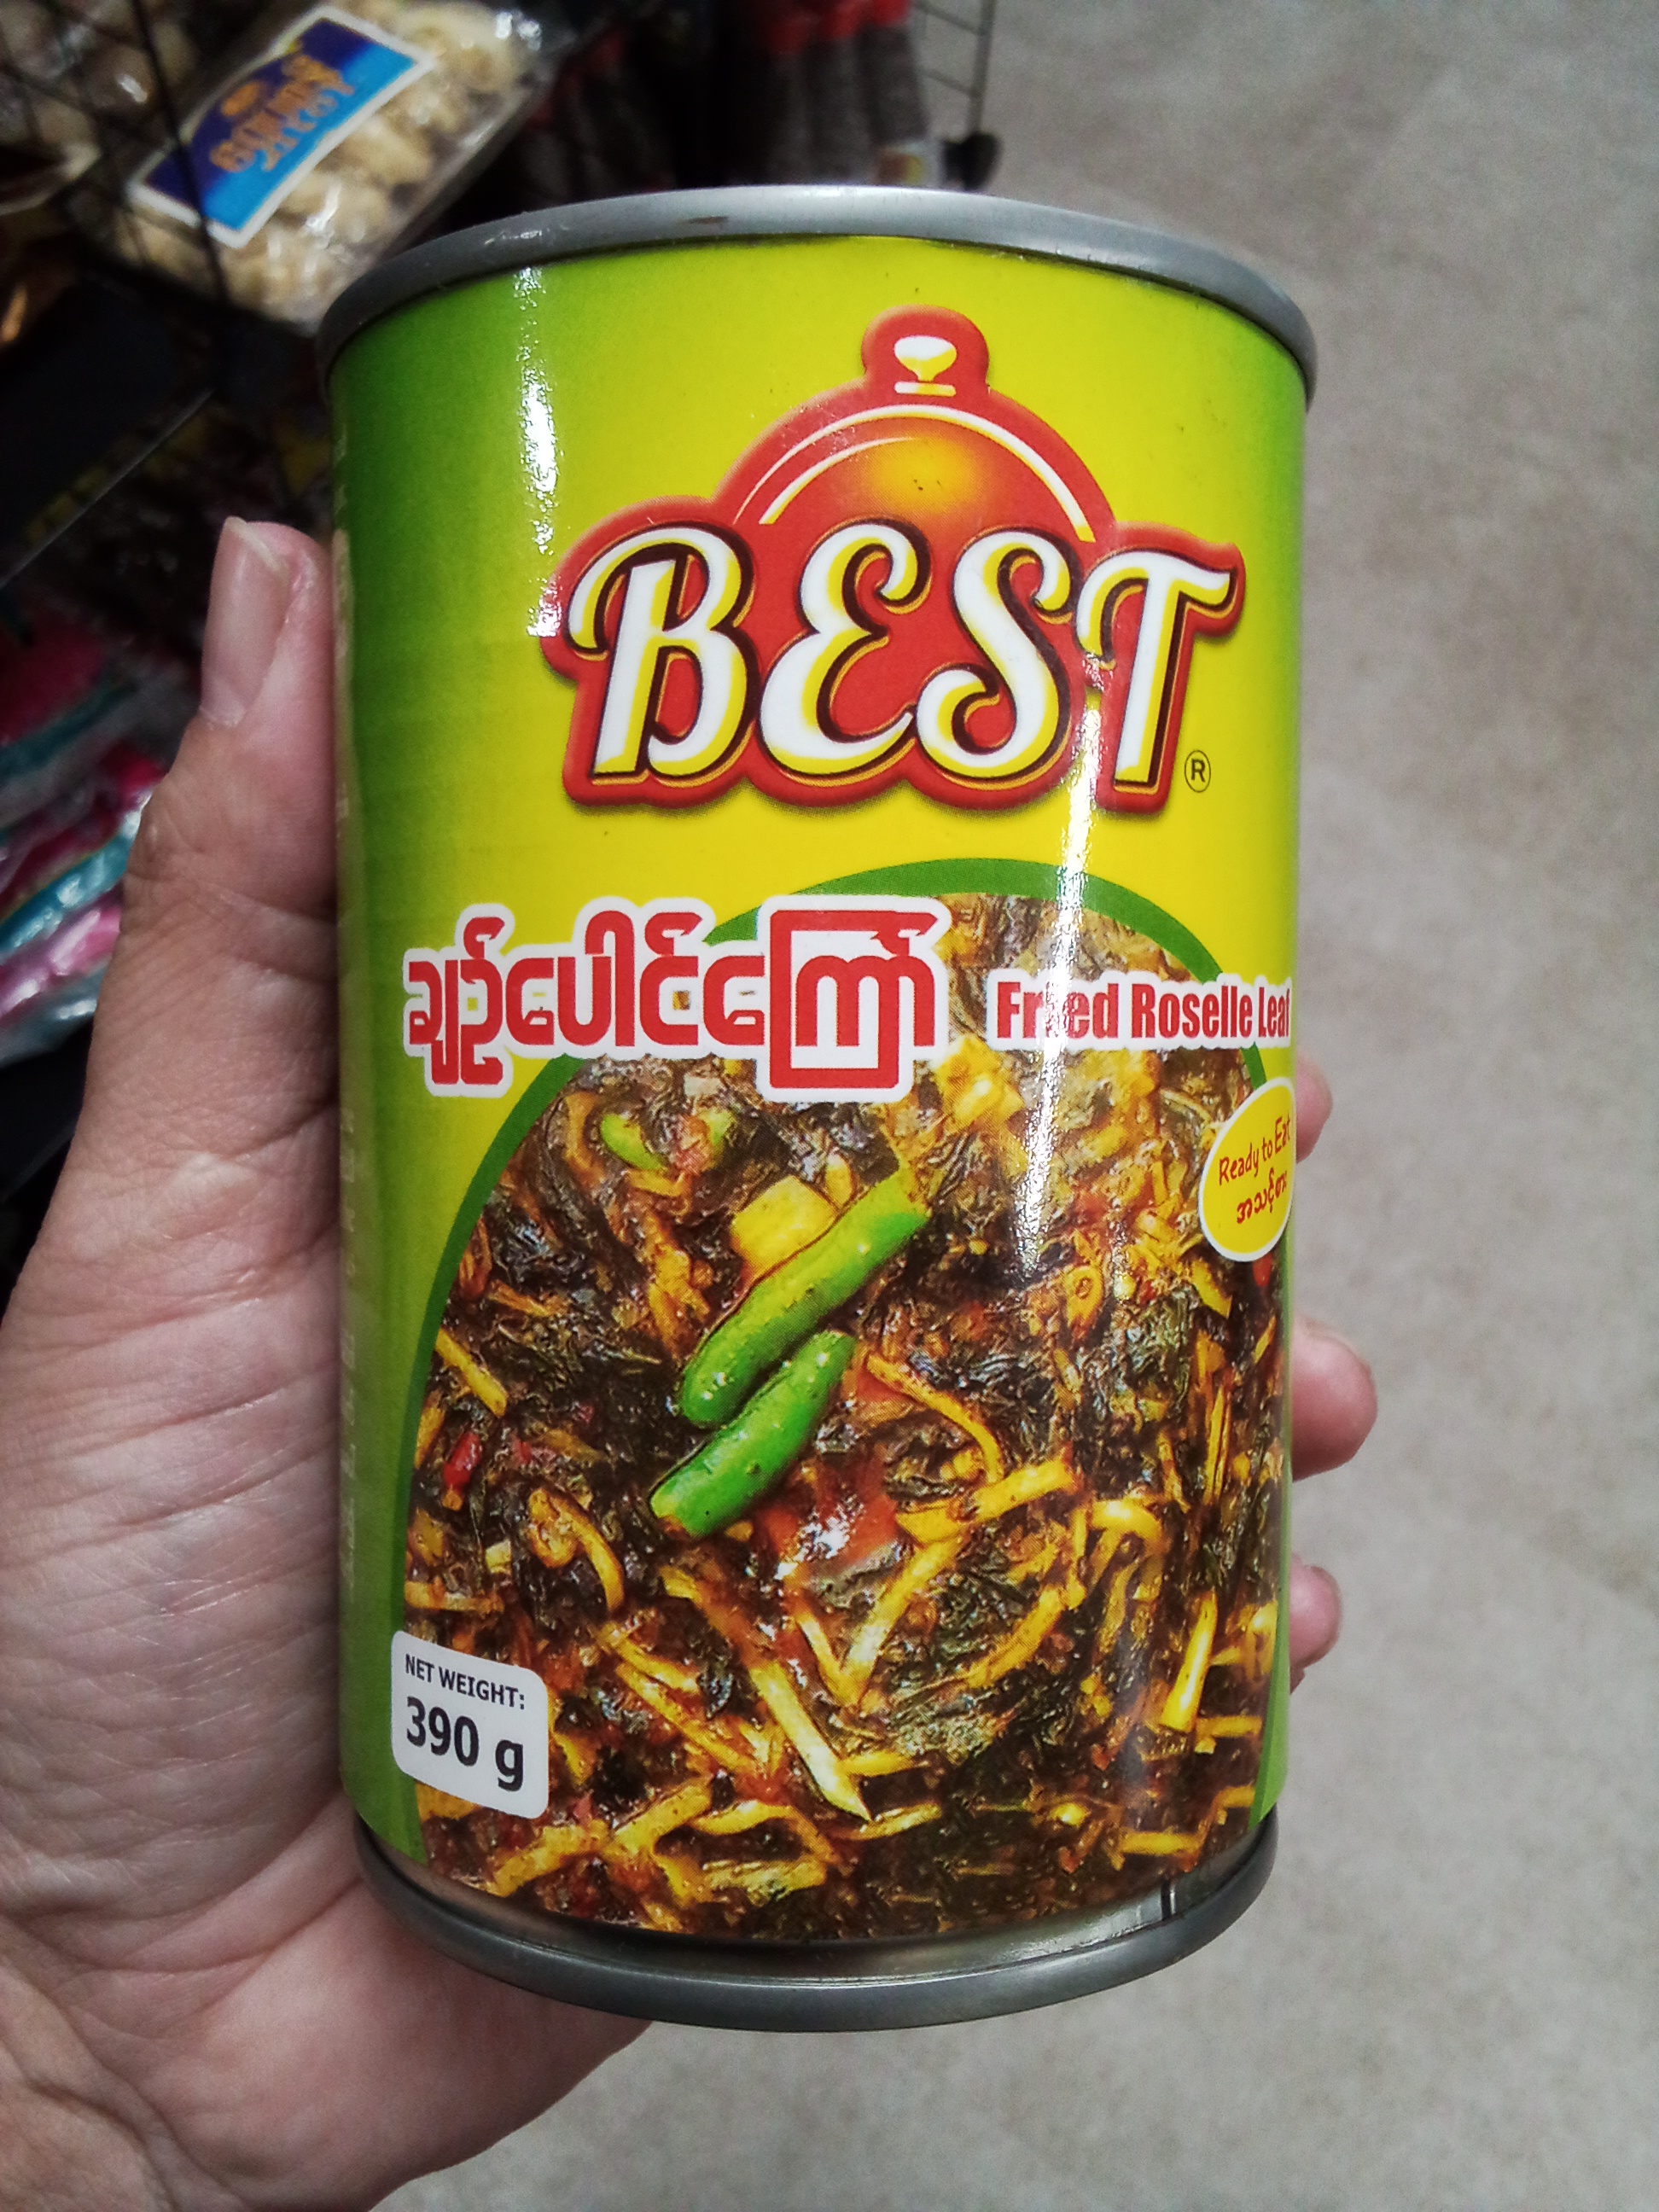 BEST
®
ချဉ်ပေါင်ကြော်
Fried Roselle Leaf
Ready to Eat
အသင့်စား
NET WEIGHT:
390 g